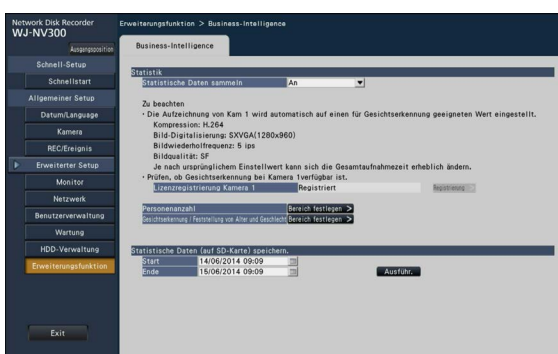 Network Disk Recorder
WJ-NV300
Ausgangsposition
Schnell-Setup
Schnellstart
Allgemeiner Setup
Datum/Language
Kamera
REC/Ereignis
Erweiterter Setup
Monitor
Netzwerk
Benutzerverwaltung
Wartung
HDD-Verwaltung
Erweiterungsfunktion
Exit
Erweiterungsfunktion > Business-Intelligence
Business-Intelligence
Statistik
Statistische Daten sammeln An
Zu beachten
・Die Aufzeichnung von Kam 1 wird automatisch auf einen für Gesichtserkennung geeigneten Wert eingestellt.
Kompression: H.264
Bild-Digitalisierung: SXVGA(1280x960)
Bildwiederholfrequenz: 5 ips
Bildqualität: SF
Je nach ursprünglichem Einstellwert kann sich die Gesamtaufnahmezeit erheblich ändern.
・Prüfen, ob Gesichtserkennung bei Kamera 1verfügbar ist.
Lizenzregistrierung Kamera 1 Registriert Registrierung >
Personenanzahl Bereich festlegen >
Gesichtserkennung / Feststellung von Alter und Geschlecht Bereich festlegen >
Statistische Daten (auf SD-Karte) speichern.
Start 14/06/2014 09:09
Ende 15/06/2014 09:09 Ausführ.